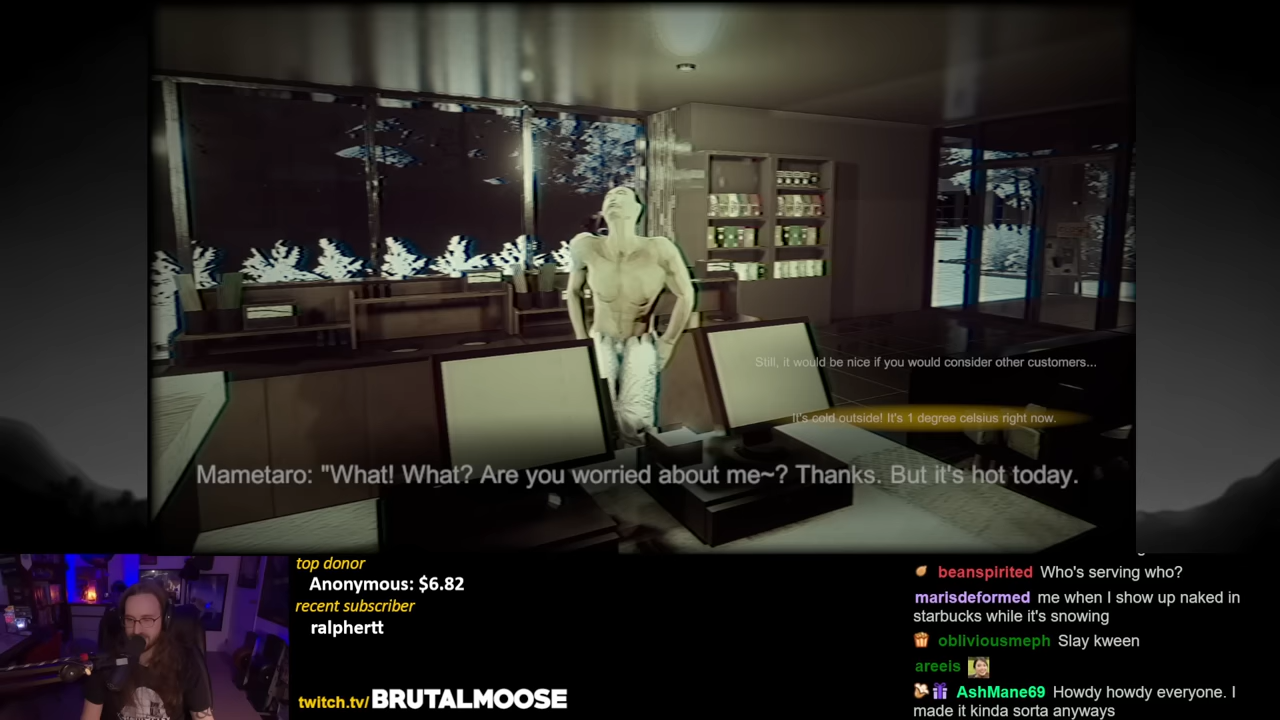 Still, it would be nice if you would consider other customers...
It's cold outside! It's 1 degree celsius right now.
Mametaro: "What! What? Are you worried about me~? Thanks. But it's hot today.
top donor
Anonymous: $6.82
recent subscriber
ralphertt
twitch.tv/BRUTALMOOSE
beanspirited Who's serving who?
marisdeformed me when I show up naked in
starbucks while it's snowing
obliviousmeph Slay kween
areeis
AshMane69 Howdy howdy everyone. I
made it kinda sorta anyways